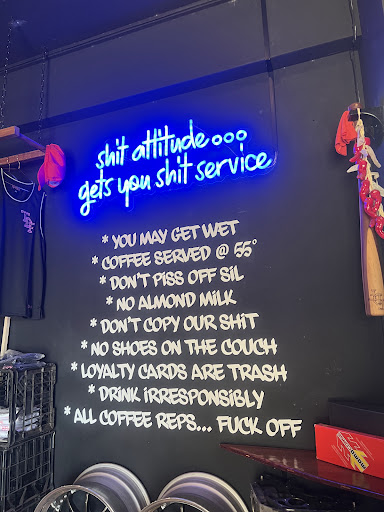 shit attitude...
gets you shit service
* YOU MAY GET WET
* COFFEE SERVED @ 55°
* DON'T PISS OFF SIL
* NO ALMOND MILK
* DON'T COPY OUR SHIT
* NO SHOES ON THE COUCH
* LOYALTY CARDS ARE TRASH
* DRINK IRRESPONSIBLY
* ALL COFFEE REPS... FUCK OFF